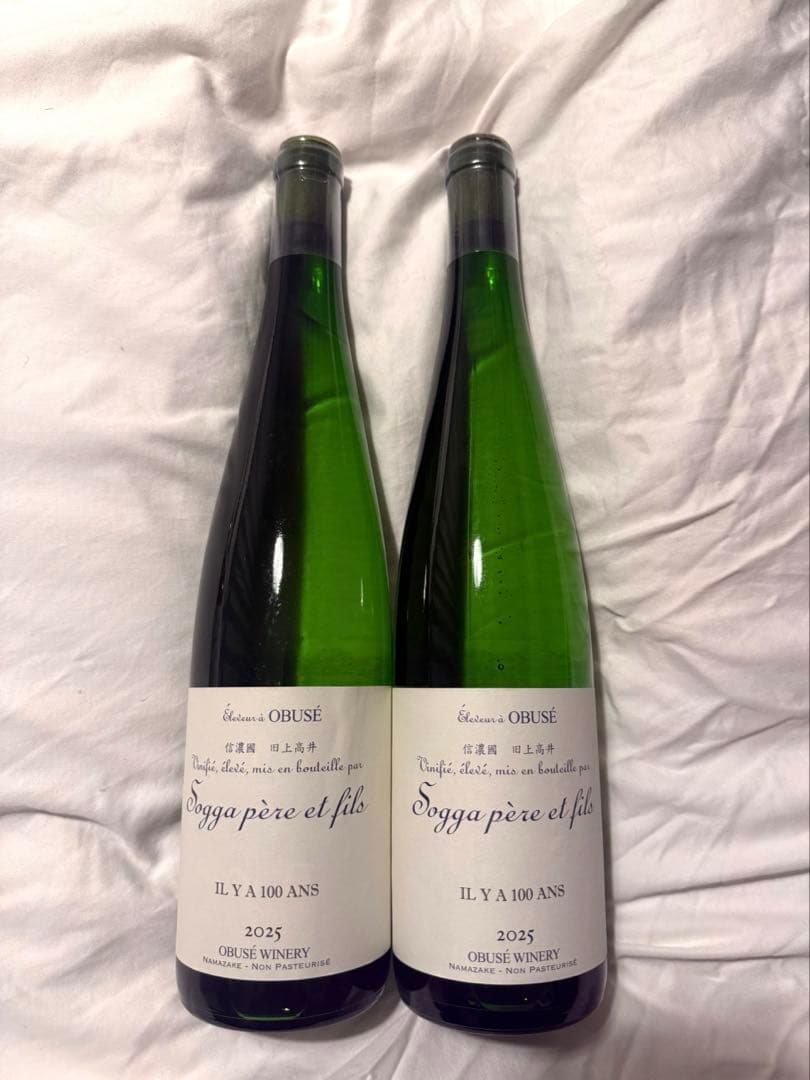 Éleveur à OBUSÉ
信濃國 旧上高井
Vinifié, élevé, mis en bouteille par
Sogga père et fils
IL Y A 100 ANS
2025
OBUSÉ WINERY
NAMAZAKE - NON PASTEURISÉ
Éleveur à OBUSÉ
信濃國 旧上高井
Vinifié, élevé, mis en bouteille par
Sogga père et fils
IL Y A 100 ANS
2025
OBUSÉ WINERY
NAMAZAKE - NON PASTEURISÉ